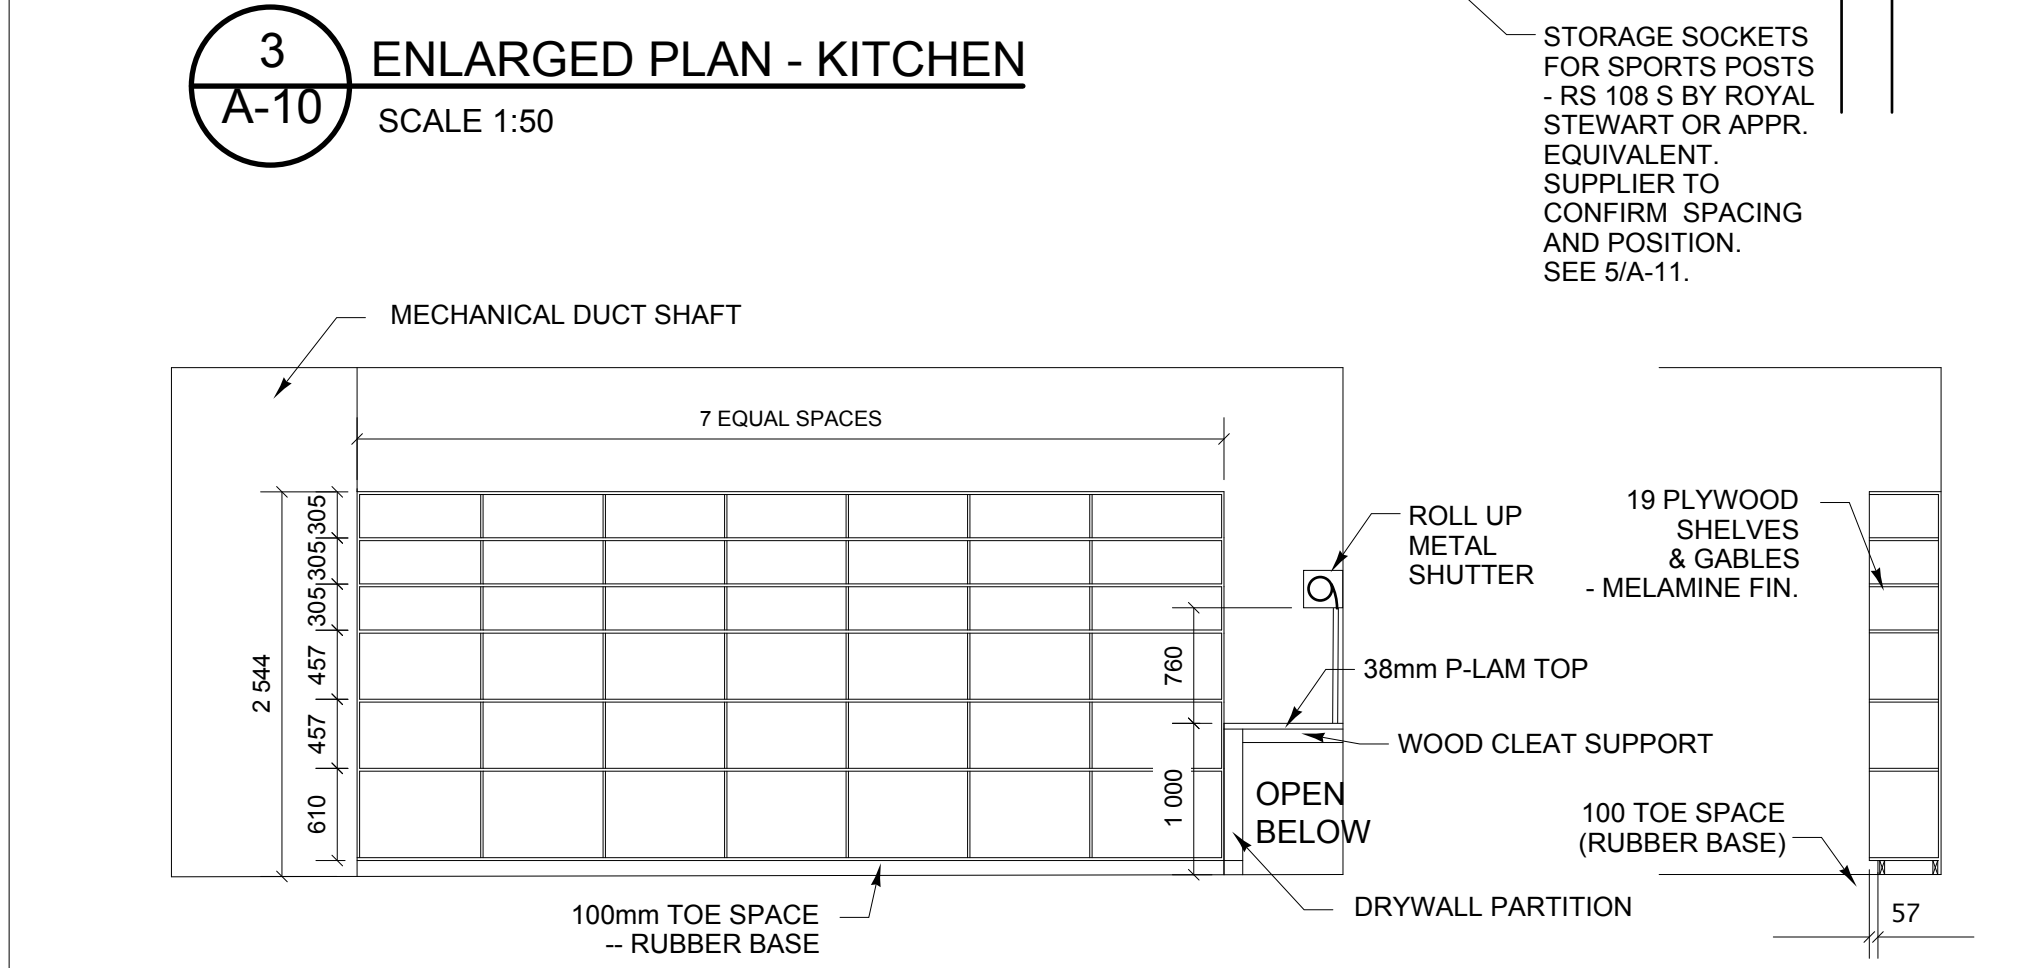 3
A-10
ENLARGED PLAN - KITCHEN
SCALE 1:50
STORAGE SOCKETS
FOR SPORTS POSTS
- RS 108 S BY ROYAL
STEWART OR APPR.
EQUIVALENT.
SUPPLIER TO
CONFIRM SPACING
AND POSITION.
SEE 5/A-11.
MECHANICAL DUCT SHAFT
7 EQUAL SPACES
305
305
305
457
457
610
2 544
760
1 000
ROLL UP
METAL
SHUTTER
38mm P-LAM TOP
WOOD CLEAT SUPPORT
OPEN
BELOW
DRYWALL PARTITION
100mm TOE SPACE
-- RUBBER BASE
19 PLYWOOD
SHELVES
& GABLES
- MELAMINE FIN.
100 TOE SPACE
(RUBBER BASE)
57